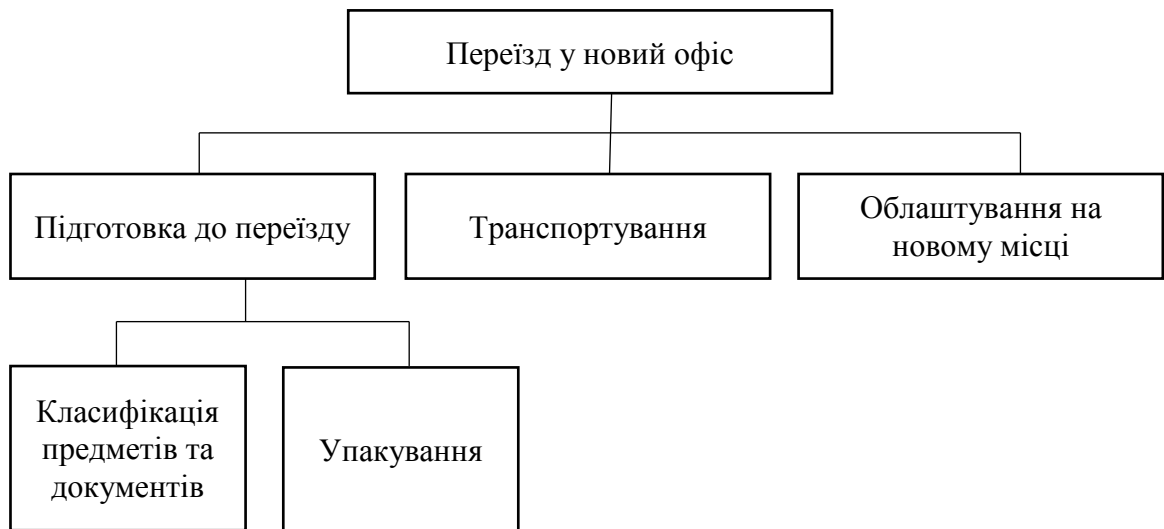 Переїзд у новий офіс
Підготовка до переїзду
Транспортування
Облаштування на
новому місці
Класифікація
предметів та
документів
Упакування